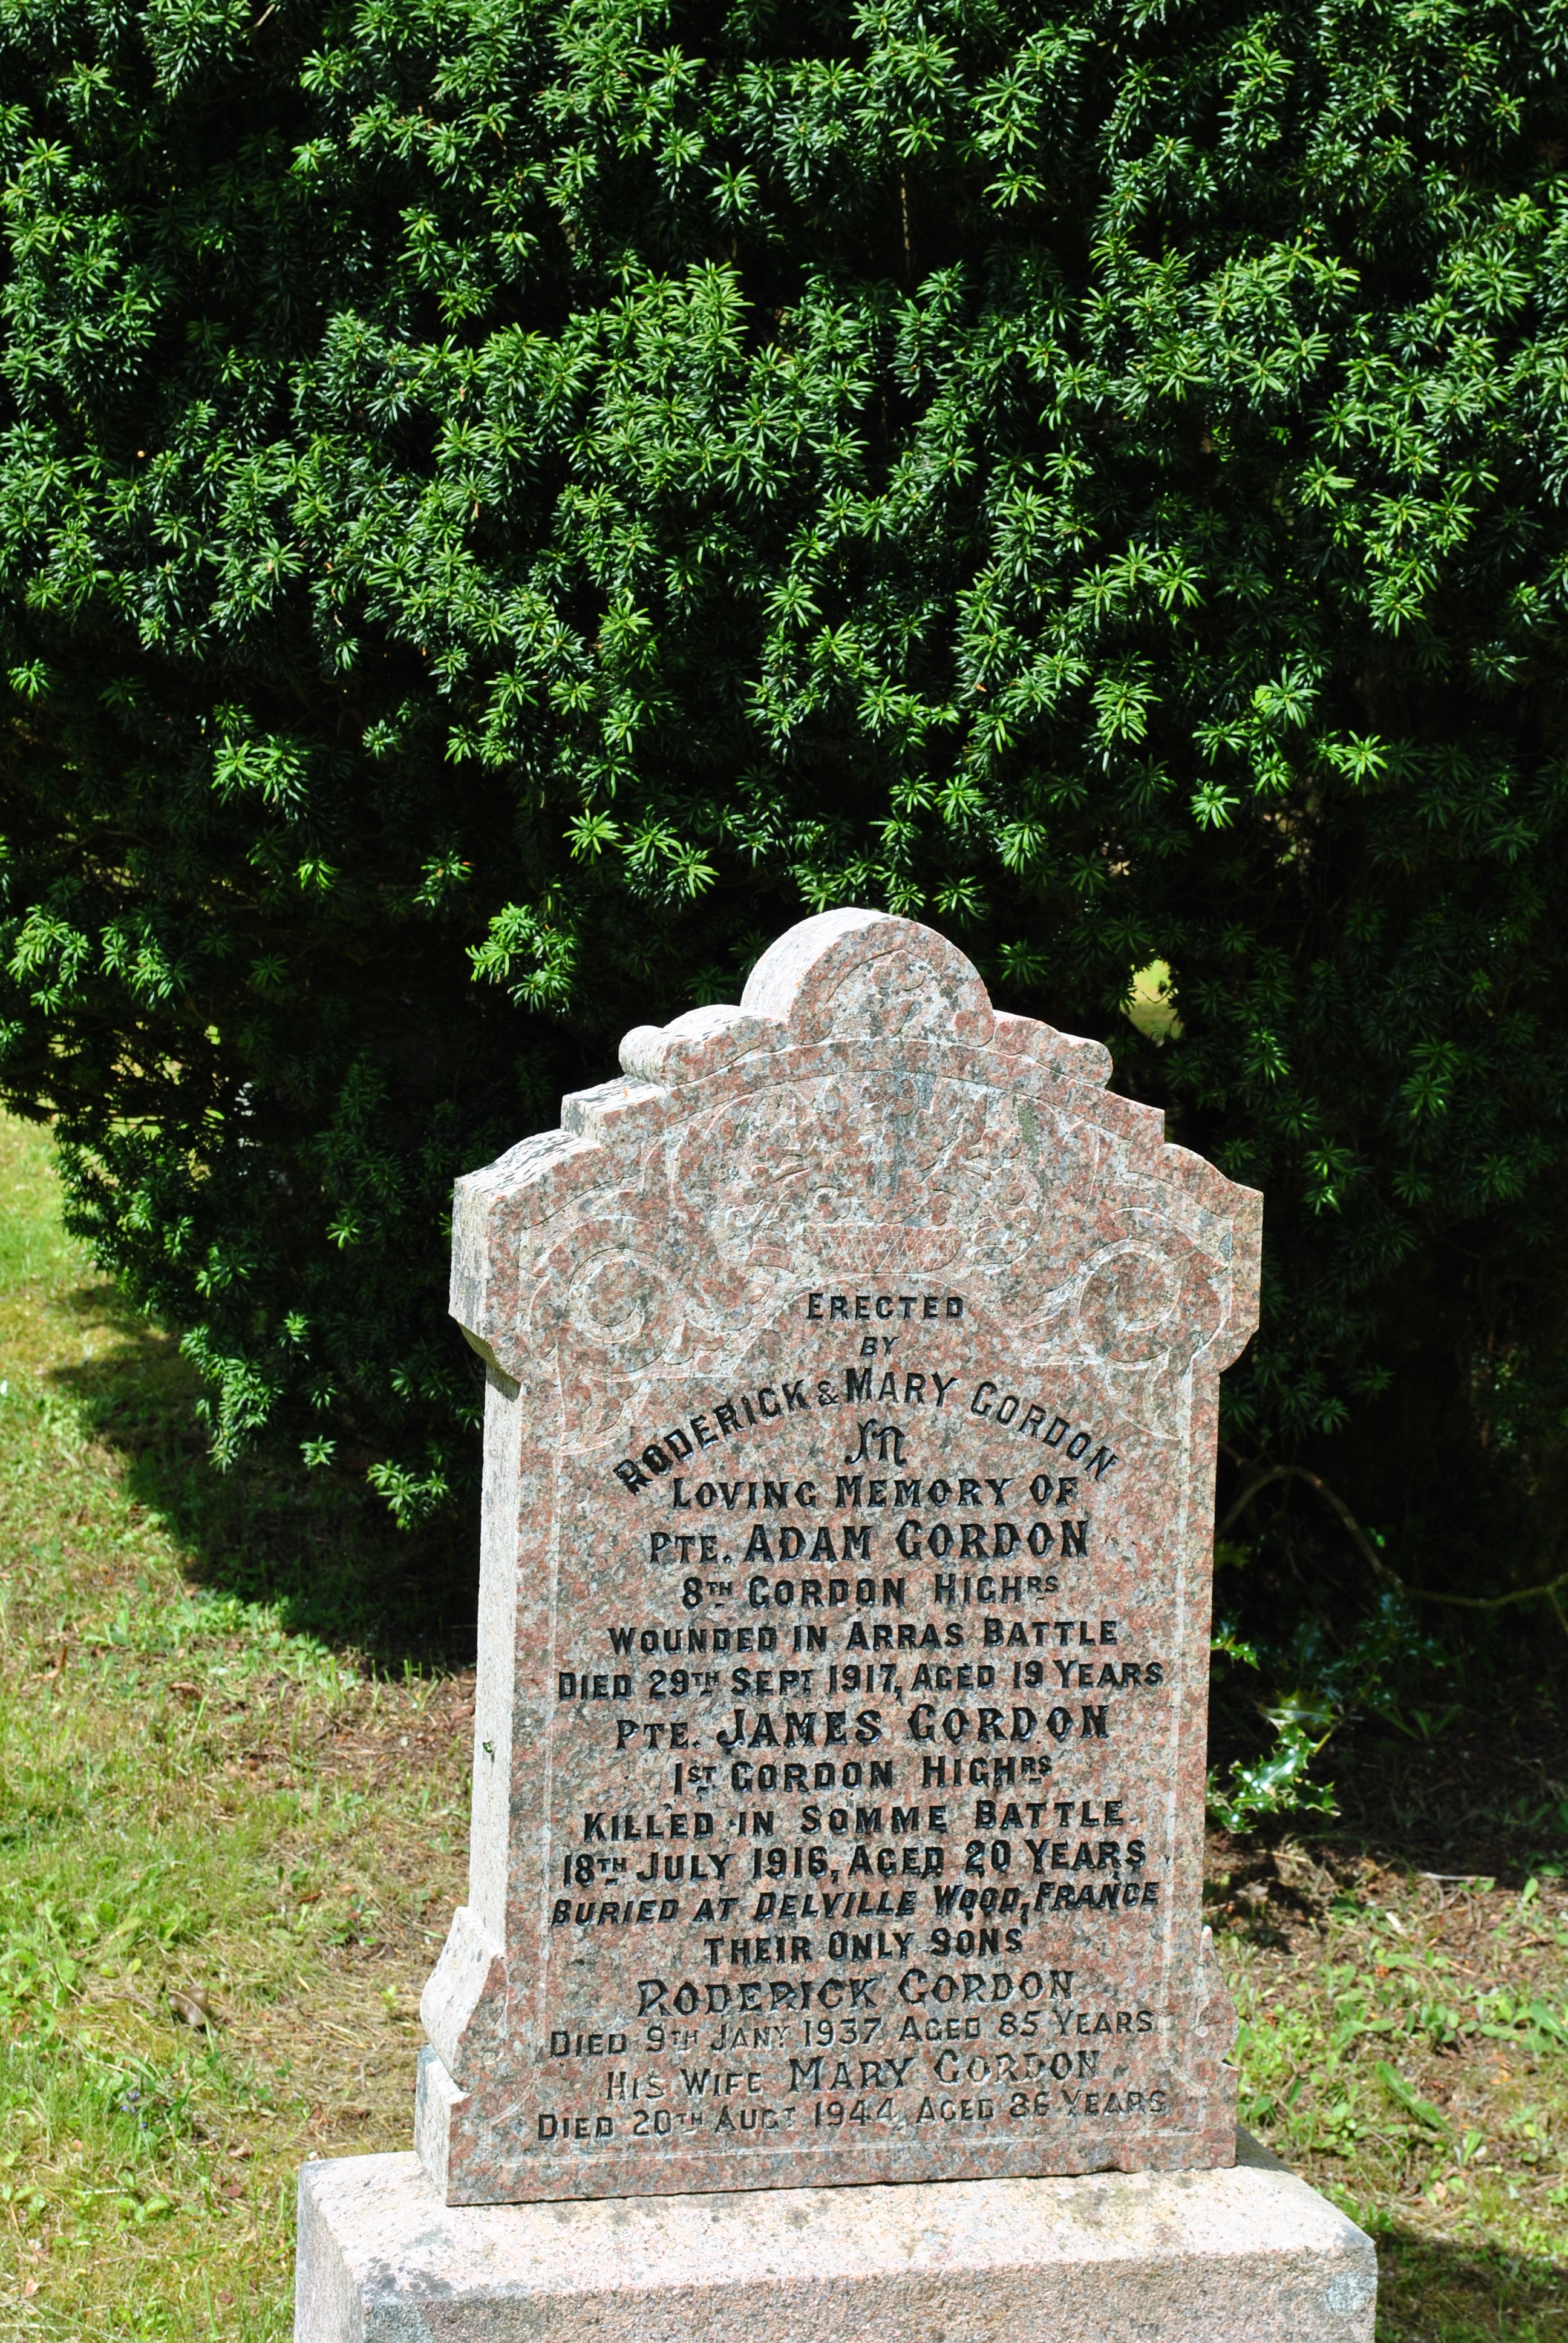 ERECTED
BY
RODERICK & MARY GORDON
In
LOVING MEMORY OF
PTE. ADAM GORDON
8TH GORDON HIGHRS
WOUNDED IN ARRAS BATTLE
DIED 29TH SEPT 1917, AGED 19 YEARS
PTE. JAMES GORDON
1ST GORDON HIGHRS
KILLED IN SOMME BATTLE
18TH JULY 1916, AGED 20 YEARS
BURIED AT DELVILLE WOOD, FRANCE
THEIR ONLY SONS
RODERICK GORDON
DIED 9TH JANY 1937 AGED 85 YEARS
HIS WIFE MARY GORDON
DIED 20TH AUGT 1944, AGED 86 YEARS